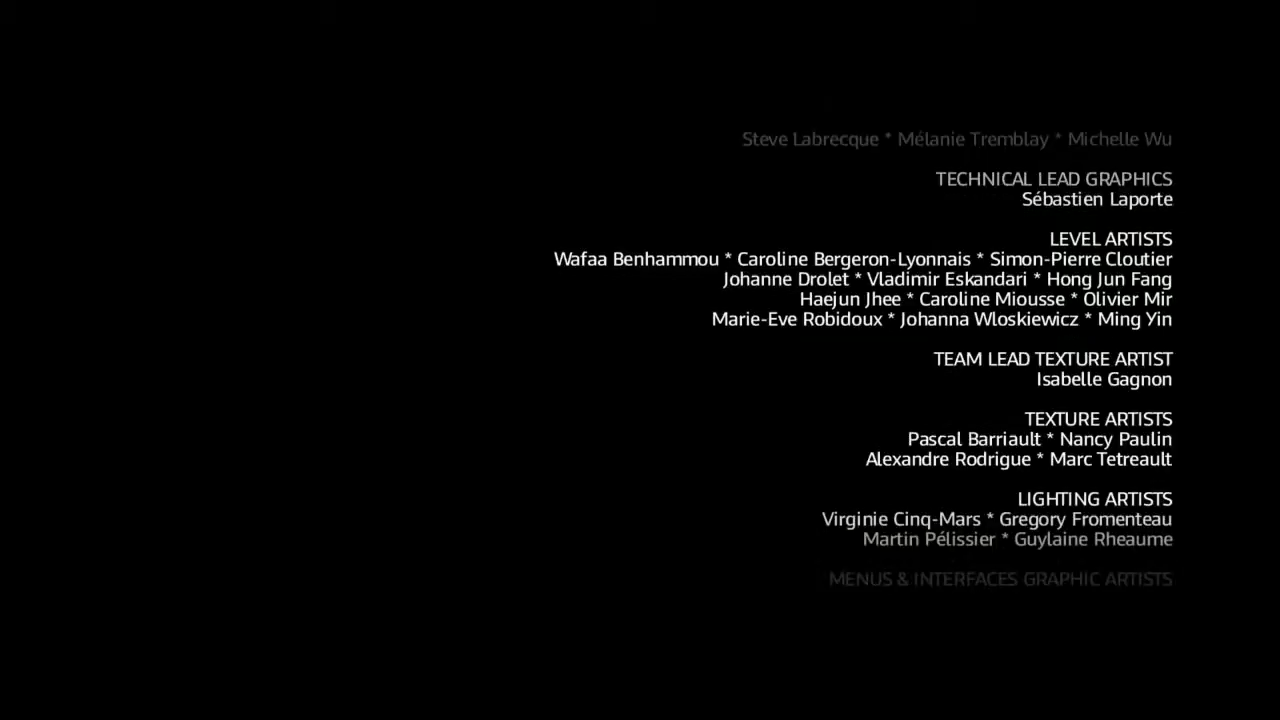 Steve Labrecque * Mélanie Tremblay * Michelle Wu
TECHNICAL LEAD GRAPHICS
Sébastien Laporte
LEVEL ARTISTS
Wafaa Benhammou * Caroline Bergeron-Lyonnais * Simon-Pierre Cloutier
Johanne Drolet * Vladimir Eskandari * Hong Jun Fang
Haejun Jhee * Caroline Miousse * Olivier Mir
Marie-Eve Robidoux * Johanna Wloskiewicz * Ming Yin
TEAM LEAD TEXTURE ARTIST
Isabelle Gagnon
TEXTURE ARTISTS
Pascal Barriault * Nancy Paulin
Alexandre Rodrigue * Marc Tetreault
LIGHTING ARTISTS
Virginie Cinq-Mars * Gregory Fromenteau
Martin Pélissier * Guylaine Rheaume
MENUS & INTERFACES GRAPHIC ARTISTS